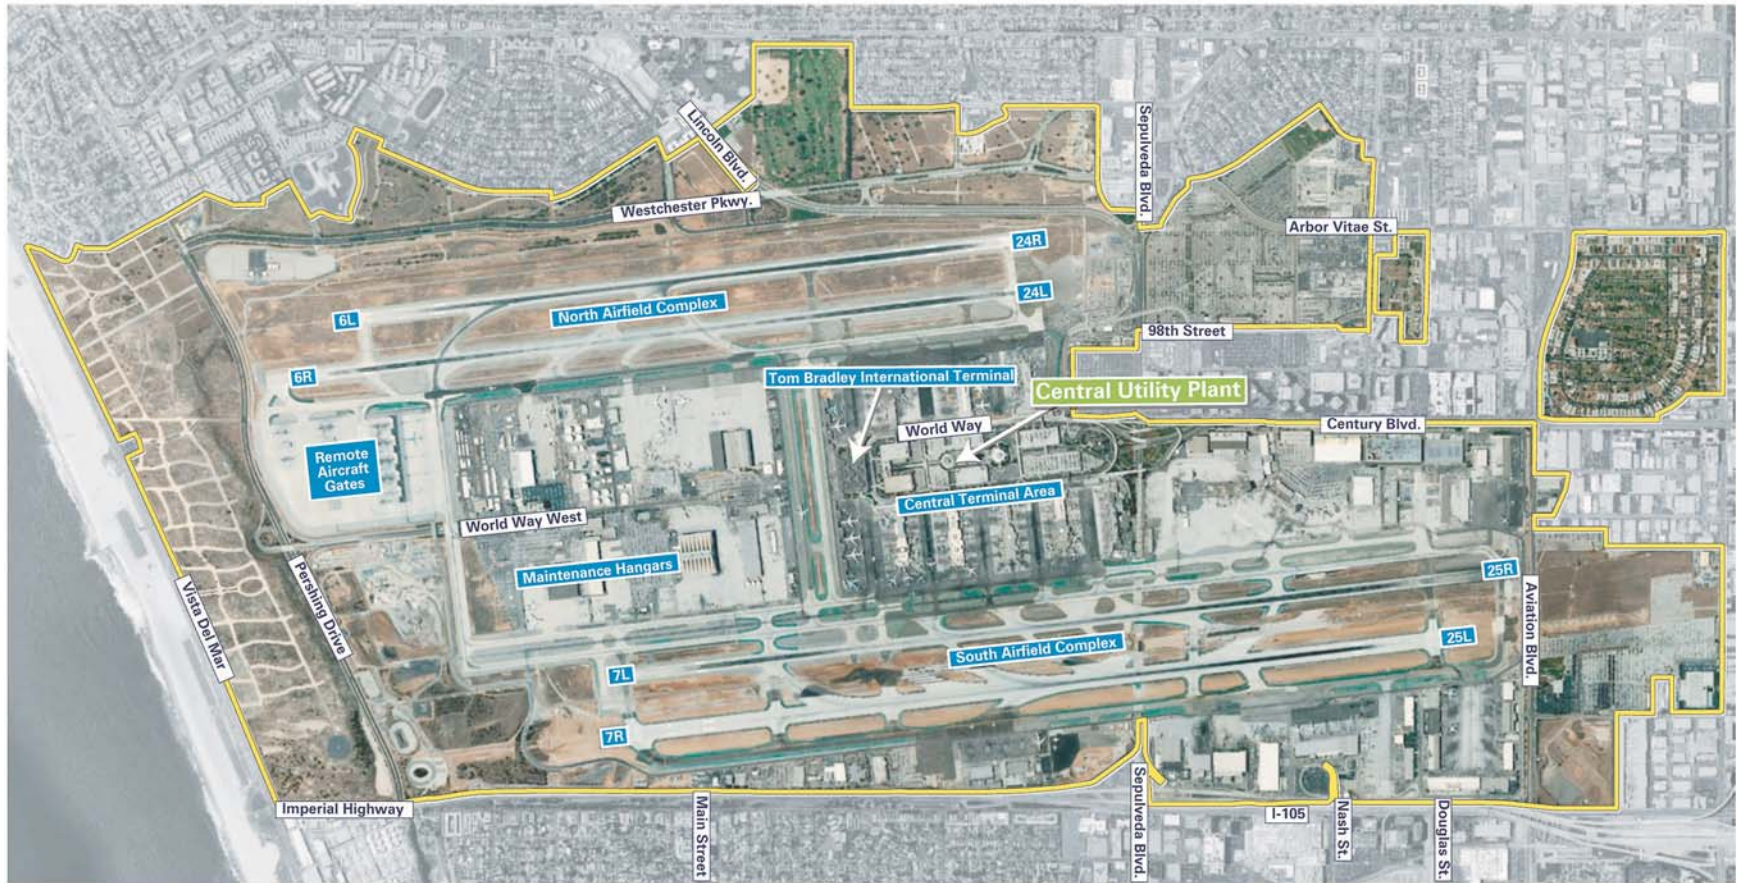 Lincoln Blvd.
Sepulveda Blvd.
Westchester Pkwy.
Arbor Vitae St.
24R
24L
North Airfield Complex
6L
6R
98th Street
Tom Bradley International Terminal
Central Utility Plant
World Way
Century Blvd.
Remote
Aircraft
Gates
Central Terminal Area
World Way West
Maintenance Hangars
Pershing Drive
Vista Del Mar
25R
Aviation Blvd.
25L
South Airfield Complex
7L
7R
Imperial Highway
Main Street
Sepulveda Blvd.
I-105
Nash St.
Douglas St.